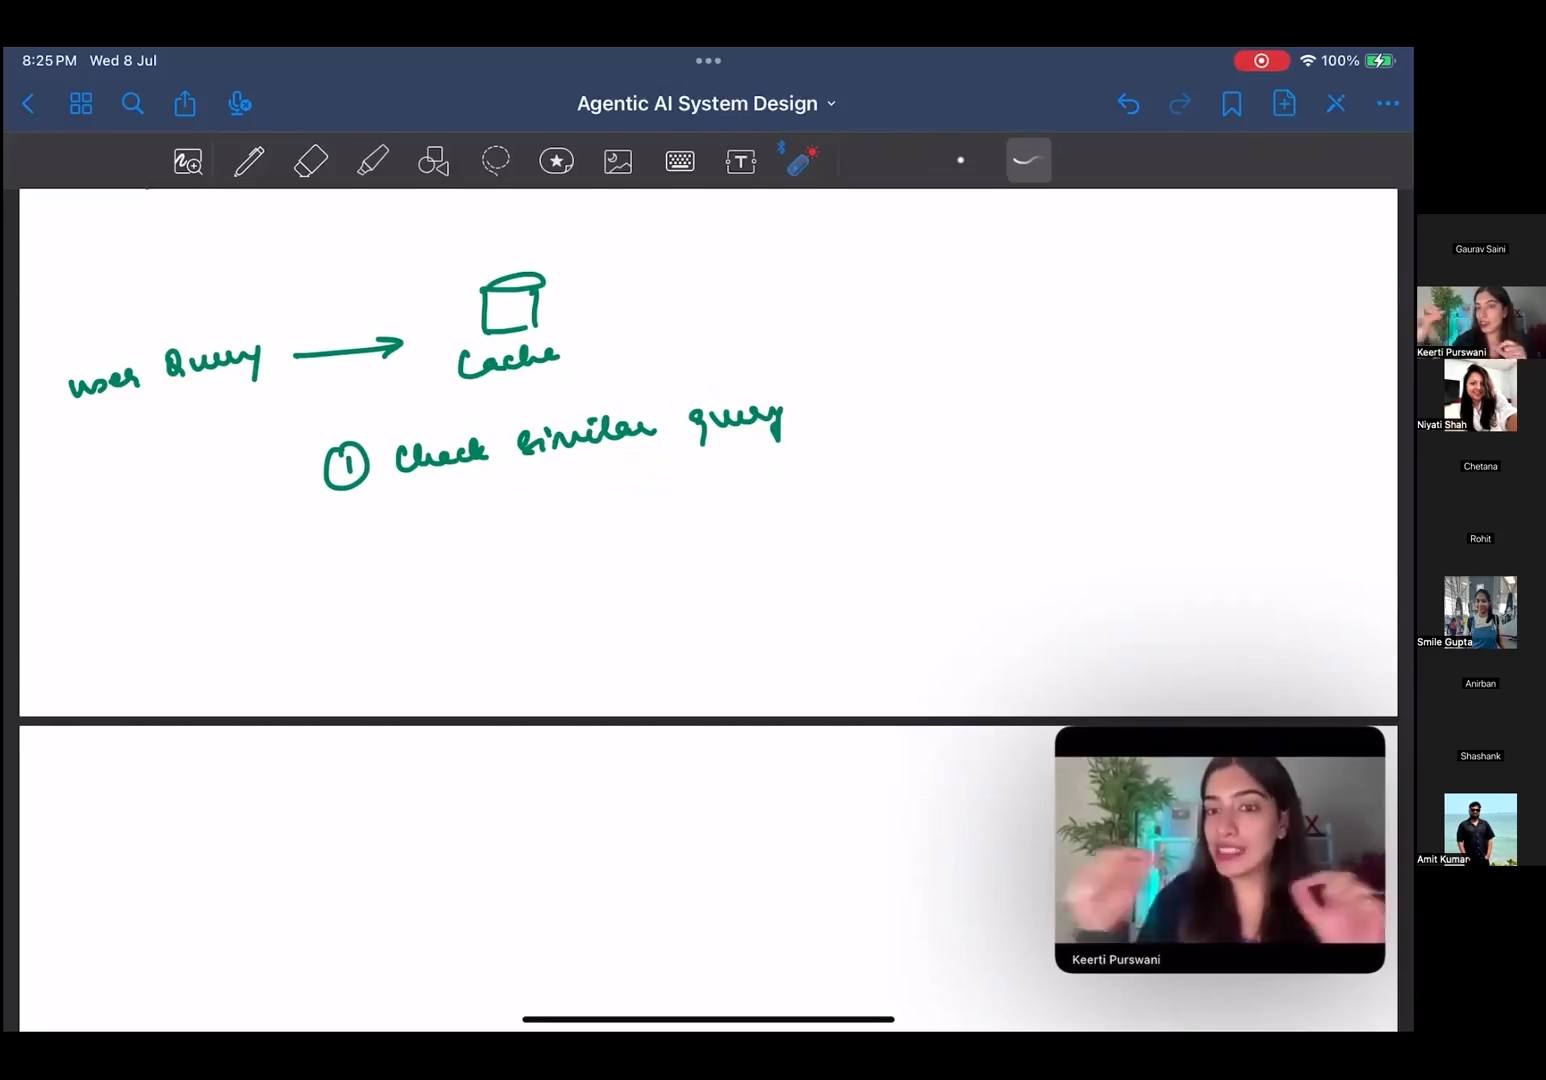 8:25 PM Wed 8 Jul
100%
Agentic AI System Design
T
user Query
Cache
1 Check similar query
Keerti Purswani
Gaurav Saini
Keerti Purswani
Niyati Shah
Chetana
Rohit
Smile Gupta
Anirban
Shashank
Amit Kumar